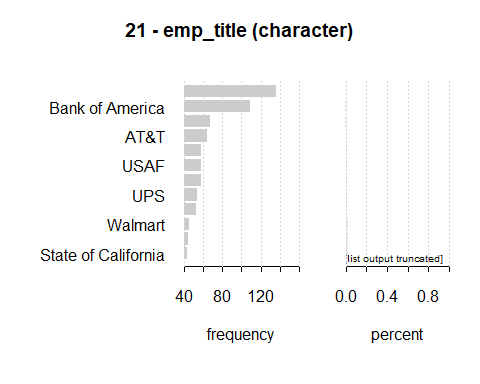 21 - emp_title (character)
Bank of America
AT&T
USAF
UPS
Walmart
State of California
list output truncated]
40 80 120
0.0 0.4 0.8
frequency
percent